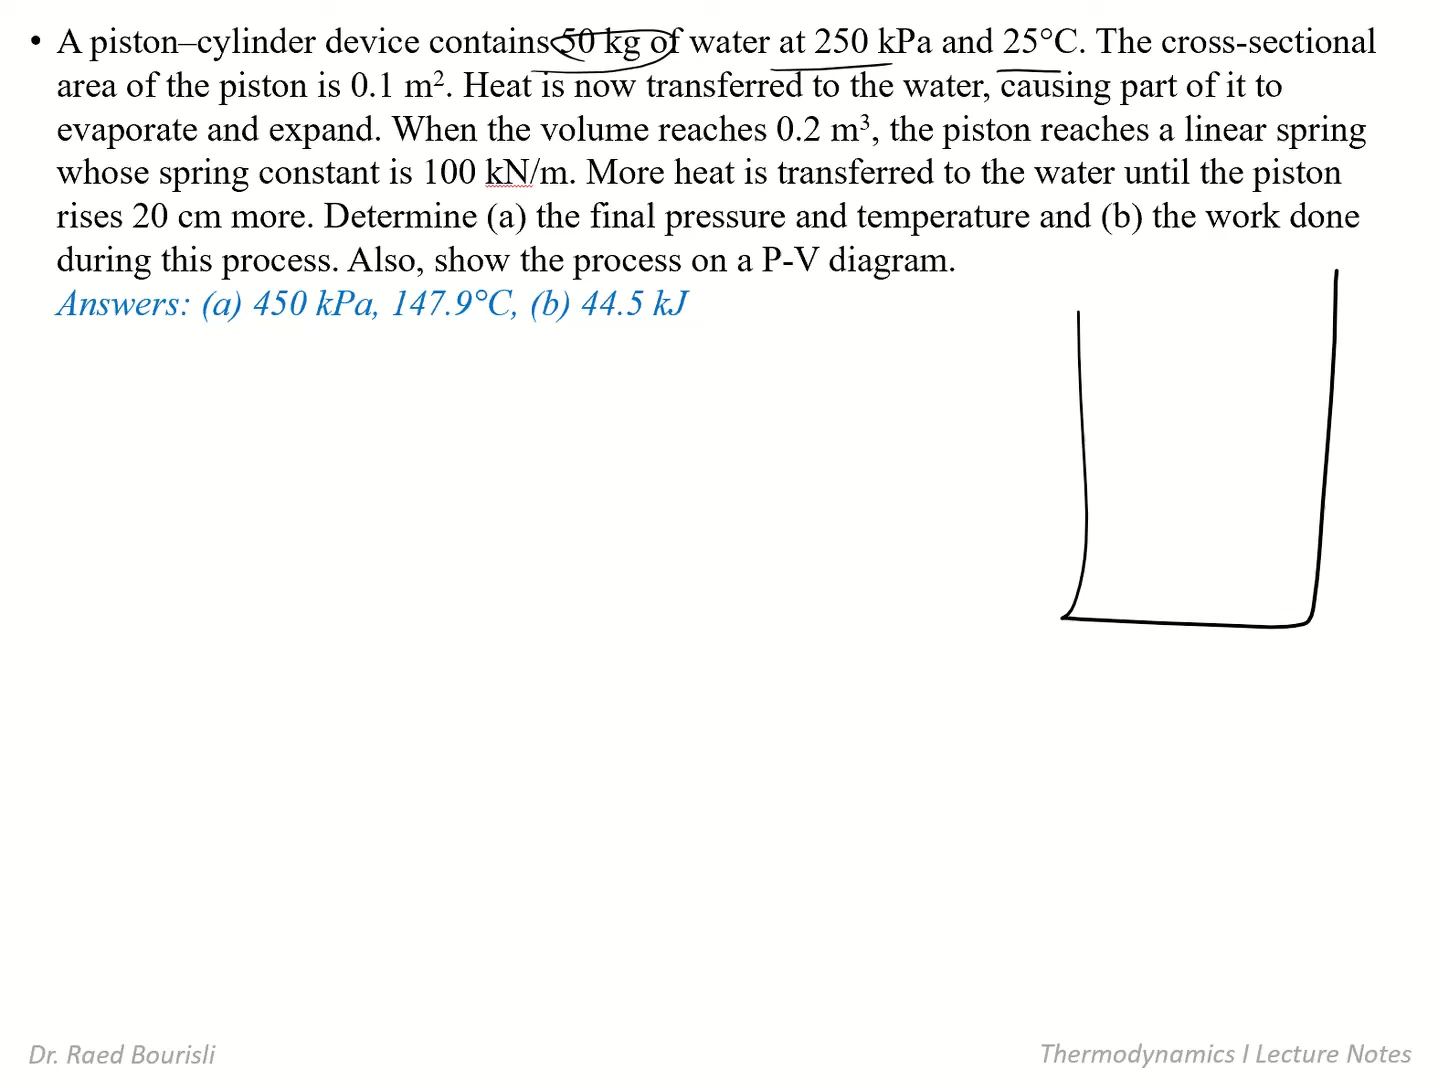 • A piston–cylinder device contains 50 kg of water at 250 kPa and 25°C. The cross-sectional
area of the piston is 0.1 m². Heat is now transferred to the water, causing part of it to
evaporate and expand. When the volume reaches 0.2 m³, the piston reaches a linear spring
whose spring constant is 100 kN/m. More heat is transferred to the water until the piston
rises 20 cm more. Determine (a) the final pressure and temperature and (b) the work done
during this process. Also, show the process on a P-V diagram.
Answers: (a) 450 kPa, 147.9°C, (b) 44.5 kJ
Dr. Raed Bourisli
Thermodynamics I Lecture Notes